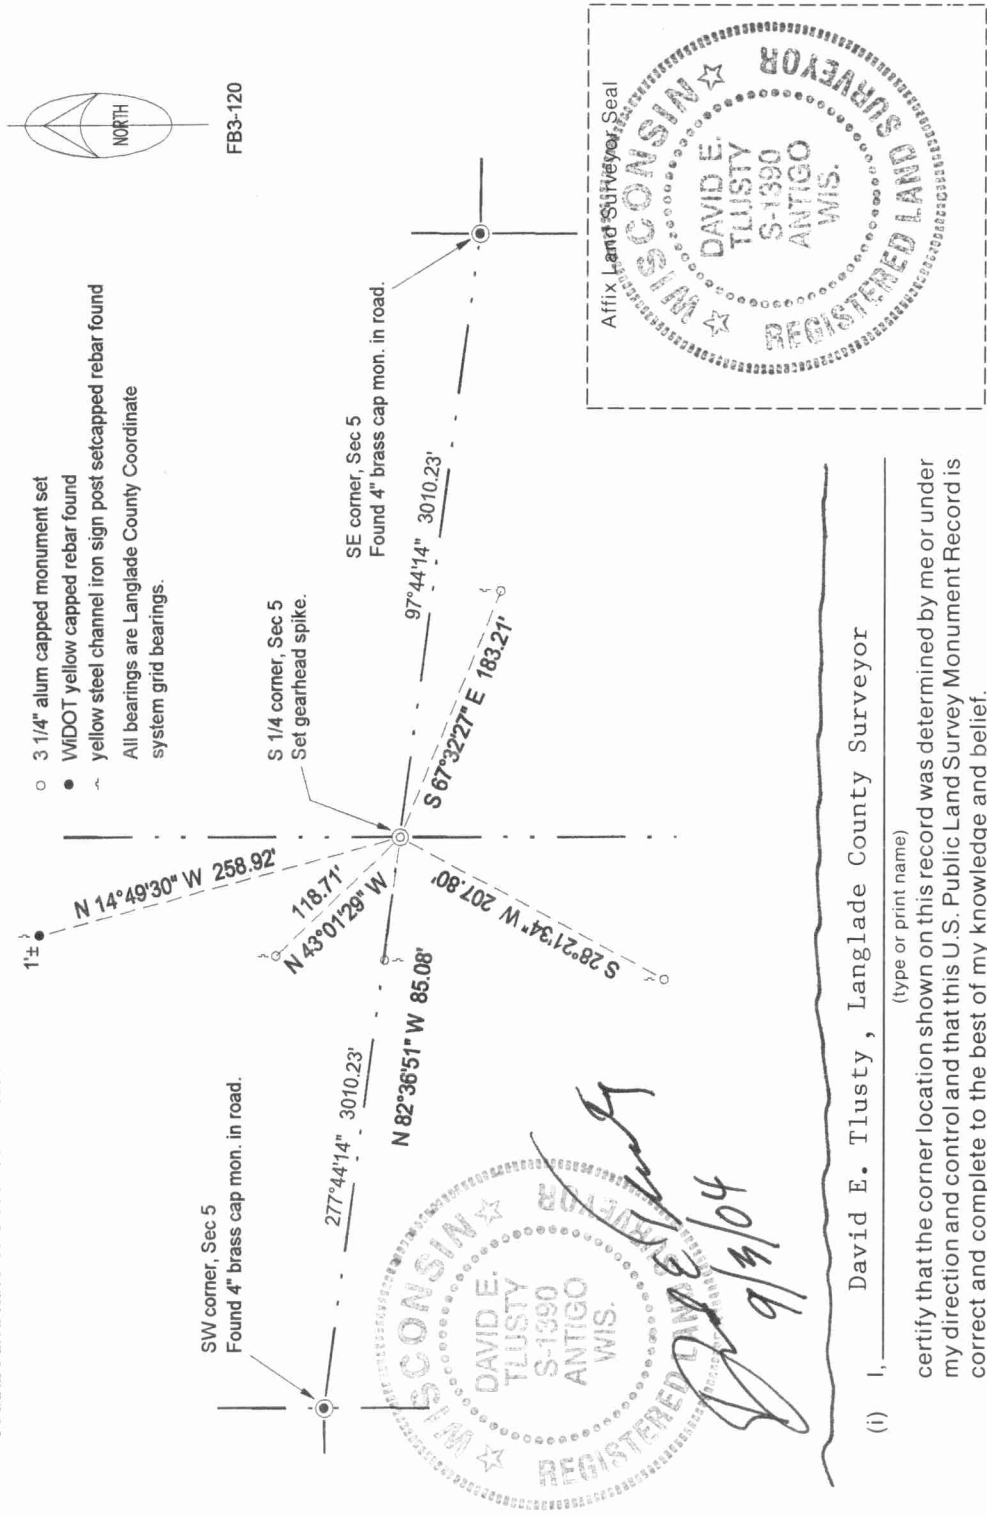 NORTH
FB3-120
3 1/4" alum capped monument set
WiDOT yellow capped rebar found
yellow steel channel iron sign post setcapped rebar found
All bearings are Langlade County Coordinate
system grid bearings.
1'±
N 14°49'30" W 258.92'
118.71'
N 43°01'29" W
S 1/4 corner, Sec 5
Set gearhead spike.
SE corner, Sec 5
Found 4" brass cap mon. in road.
97°44'14" 3010.23'
S 67°32'27" E 183.21'
SW corner, Sec 5
Found 4" brass cap mon. in road.
277°44'14" 3010.23'
N 82°36'51" W 85.08'
S 28°21'34" W 207.80'
WISCONSIN
DAVID E.
TLUSTY
S-1390
ANTIGO
WIS.
REGISTERED LAND SURVEYOR
9/3/04
Affix Land Surveyor Seal
WISCONSIN
DAVID E.
TLUSTY
S-1390
ANTIGO
WIS.
REGISTERED LAND SURVEYOR
(i) I, David E. Tlusty, Langlade County Surveyor
(type or print name)
certify that the corner location shown on this record was determined by me or under
my direction and control and that this U.S. Public Land Survey Monument Record is
correct and complete to the best of my knowledge and belief.